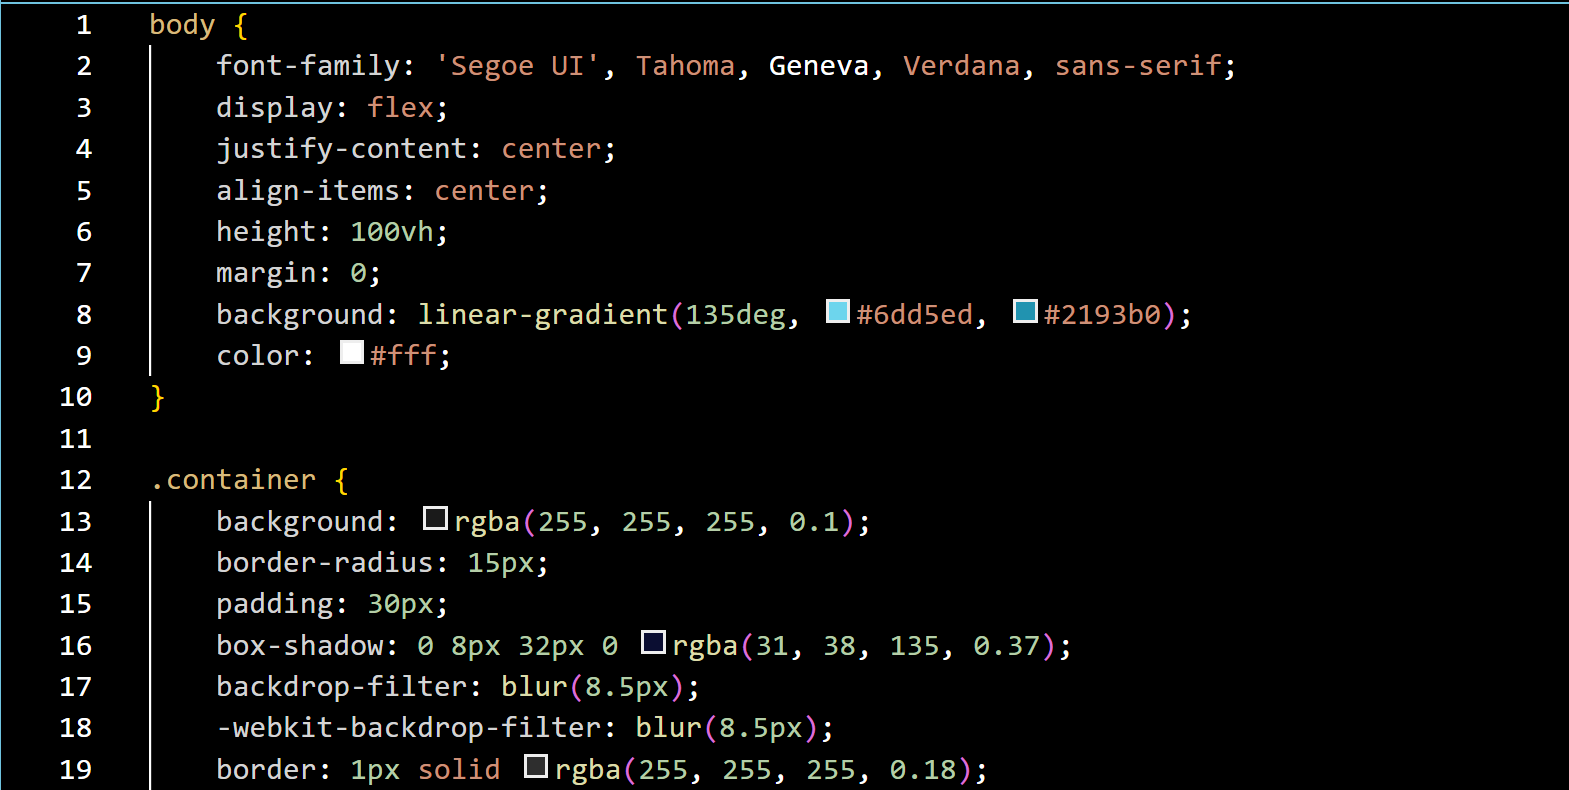 1 body {
2 font-family: 'Segoe UI', Tahoma, Geneva, Verdana, sans-serif;
3 display: flex;
4 justify-content: center;
5 align-items: center;
6 height: 100vh;
7 margin: 0;
8 background: linear-gradient(135deg, #6dd5ed, #2193b0);
9 color: #fff;
10 }
11
12 .container {
13 background: rgba(255, 255, 255, 0.1);
14 border-radius: 15px;
15 padding: 30px;
16 box-shadow: 0 8px 32px 0 rgba(31, 38, 135, 0.37);
17 backdrop-filter: blur(8.5px);
18 -webkit-backdrop-filter: blur(8.5px);
19 border: 1px solid rgba(255, 255, 255, 0.18);